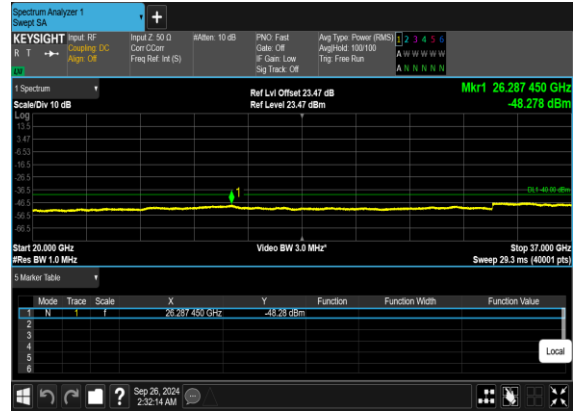 Spectrum Analyzer 1
Swept SA
+
KEYSIGHT Input: RF Input Z: 50 Ω #Atten: 10 dB PNO: Fast Avg Type: Power (RMS) 1 2 3 4 5 6
R T Coupling: DC Corr CCorr Gate: Off Avg|Hold: 100/100 A W W W W W
Align: Off Freq Ref: Int (S) IF Gain: Low Trig: Free Run
Sig Track: Off A N N N N N
1 Spectrum Ref Lvl Offset 23.47 dB Mkr1 26.287 450 GHz
Scale/Div 10 dB Ref Level 23.47 dBm -48.278 dBm
Log
13.5
3.47
-6.53
-16.5
-26.5
-36.5
-46.5
-56.5
-66.5
1
DL1 -40.00 dBm
Start 20.000 GHz Video BW 3.0 MHz* Stop 37.000 GHz
#Res BW 1.0 MHz Sweep 29.3 ms (40001 pts)
5 Marker Table
Mode Trace Scale X Y Function Function Width Function Value
1 N 1 f 26.287 450 GHz -48.28 dBm
2
3
4
5
6
Local
? Sep 26, 2024
2:32:14 AM